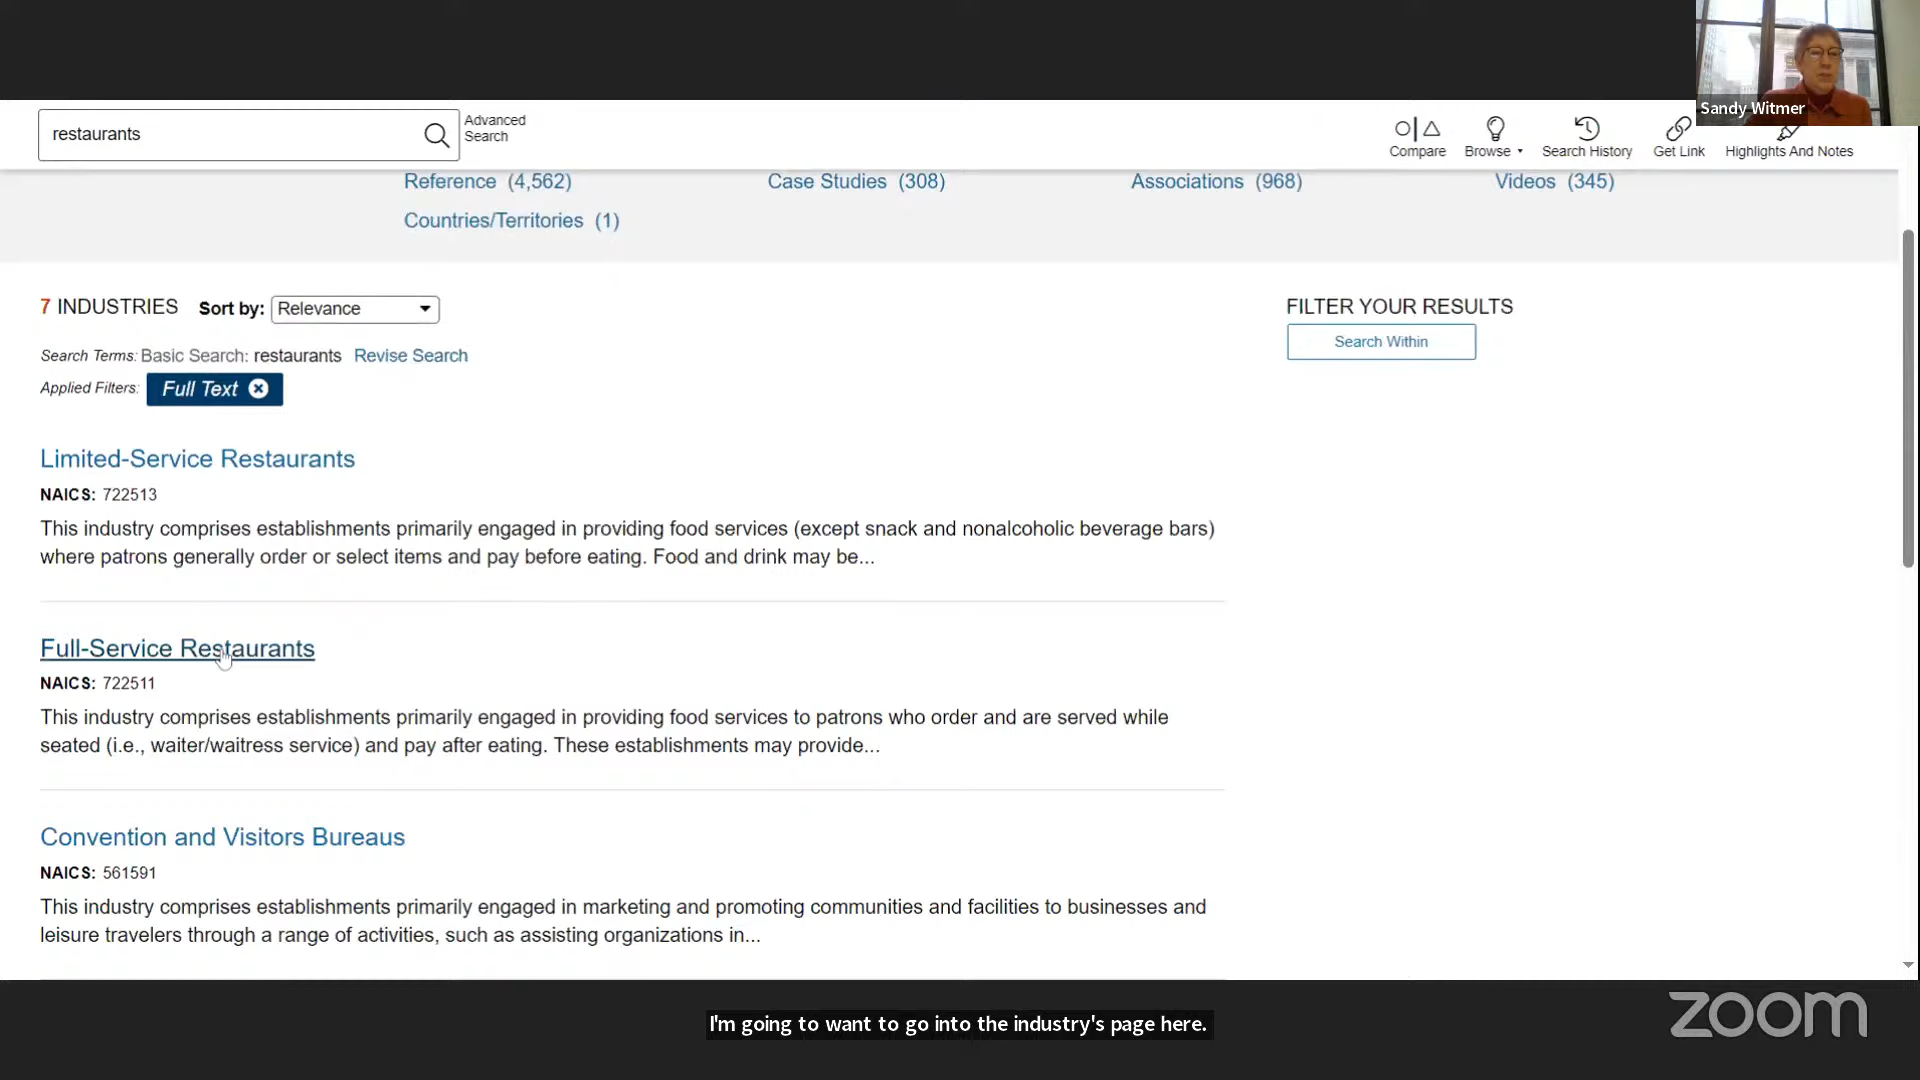 Sandy Witmer
restaurants
Advanced
Search
Compare
Browse
Search History
Get Link
Highlights And Notes
Reference (4,562)
Case Studies (308)
Associations (968)
Videos (345)
Countries/Territories (1)
7 INDUSTRIES
Sort by: Relevance
FILTER YOUR RESULTS
Search Within
Search Terms: Basic Search: restaurants Revise Search
Applied Filters: Full Text
Limited-Service Restaurants
NAICS: 722513
This industry comprises establishments primarily engaged in providing food services (except snack and nonalcoholic beverage bars)
where patrons generally order or select items and pay before eating. Food and drink may be...
Full-Service Restaurants
NAICS: 722511
This industry comprises establishments primarily engaged in providing food services to patrons who order and are served while
seated (i.e., waiter/waitress service) and pay after eating. These establishments may provide...
Convention and Visitors Bureaus
NAICS: 561591
This industry comprises establishments primarily engaged in marketing and promoting communities and facilities to businesses and
leisure travelers through a range of activities, such as assisting organizations in...
I'm going to want to go into the industry's page here.
zoom